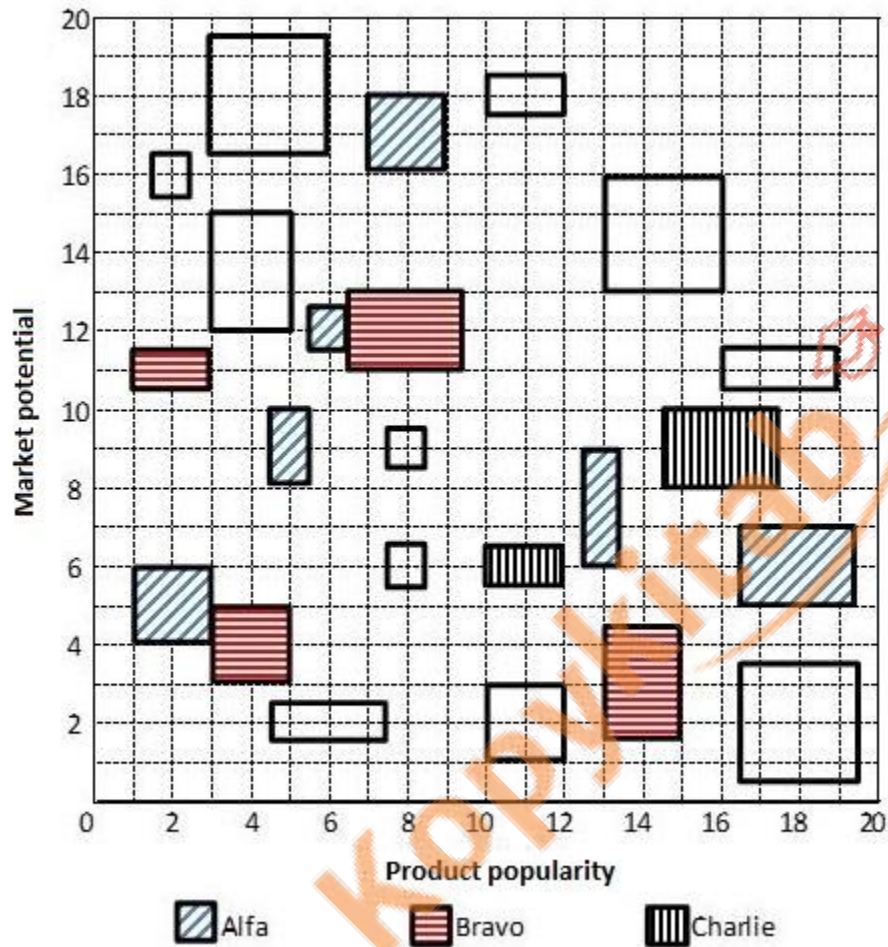 20
18
16
14
12
10
8
6
4
2
Market potential
0 2 4 6 8 10 12 14 16 18 20
Product popularity
Alfa Bravo Charlie
Kopykitab